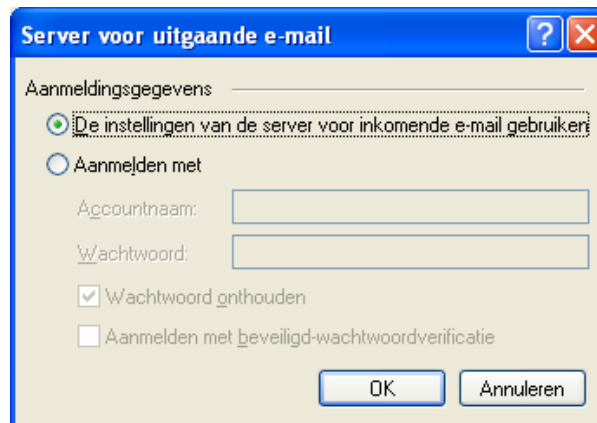 Server voor uitgaande e-mail
Aanmeldingsgegevens
De instellingen van de server voor inkomende e-mail gebruiken
Aanmelden met
Accountnaam:
Wachtwoord:
Wachtwoord onthouden
Aanmelden met beveiligd-wachtwoordverificatie
OK Annuleren